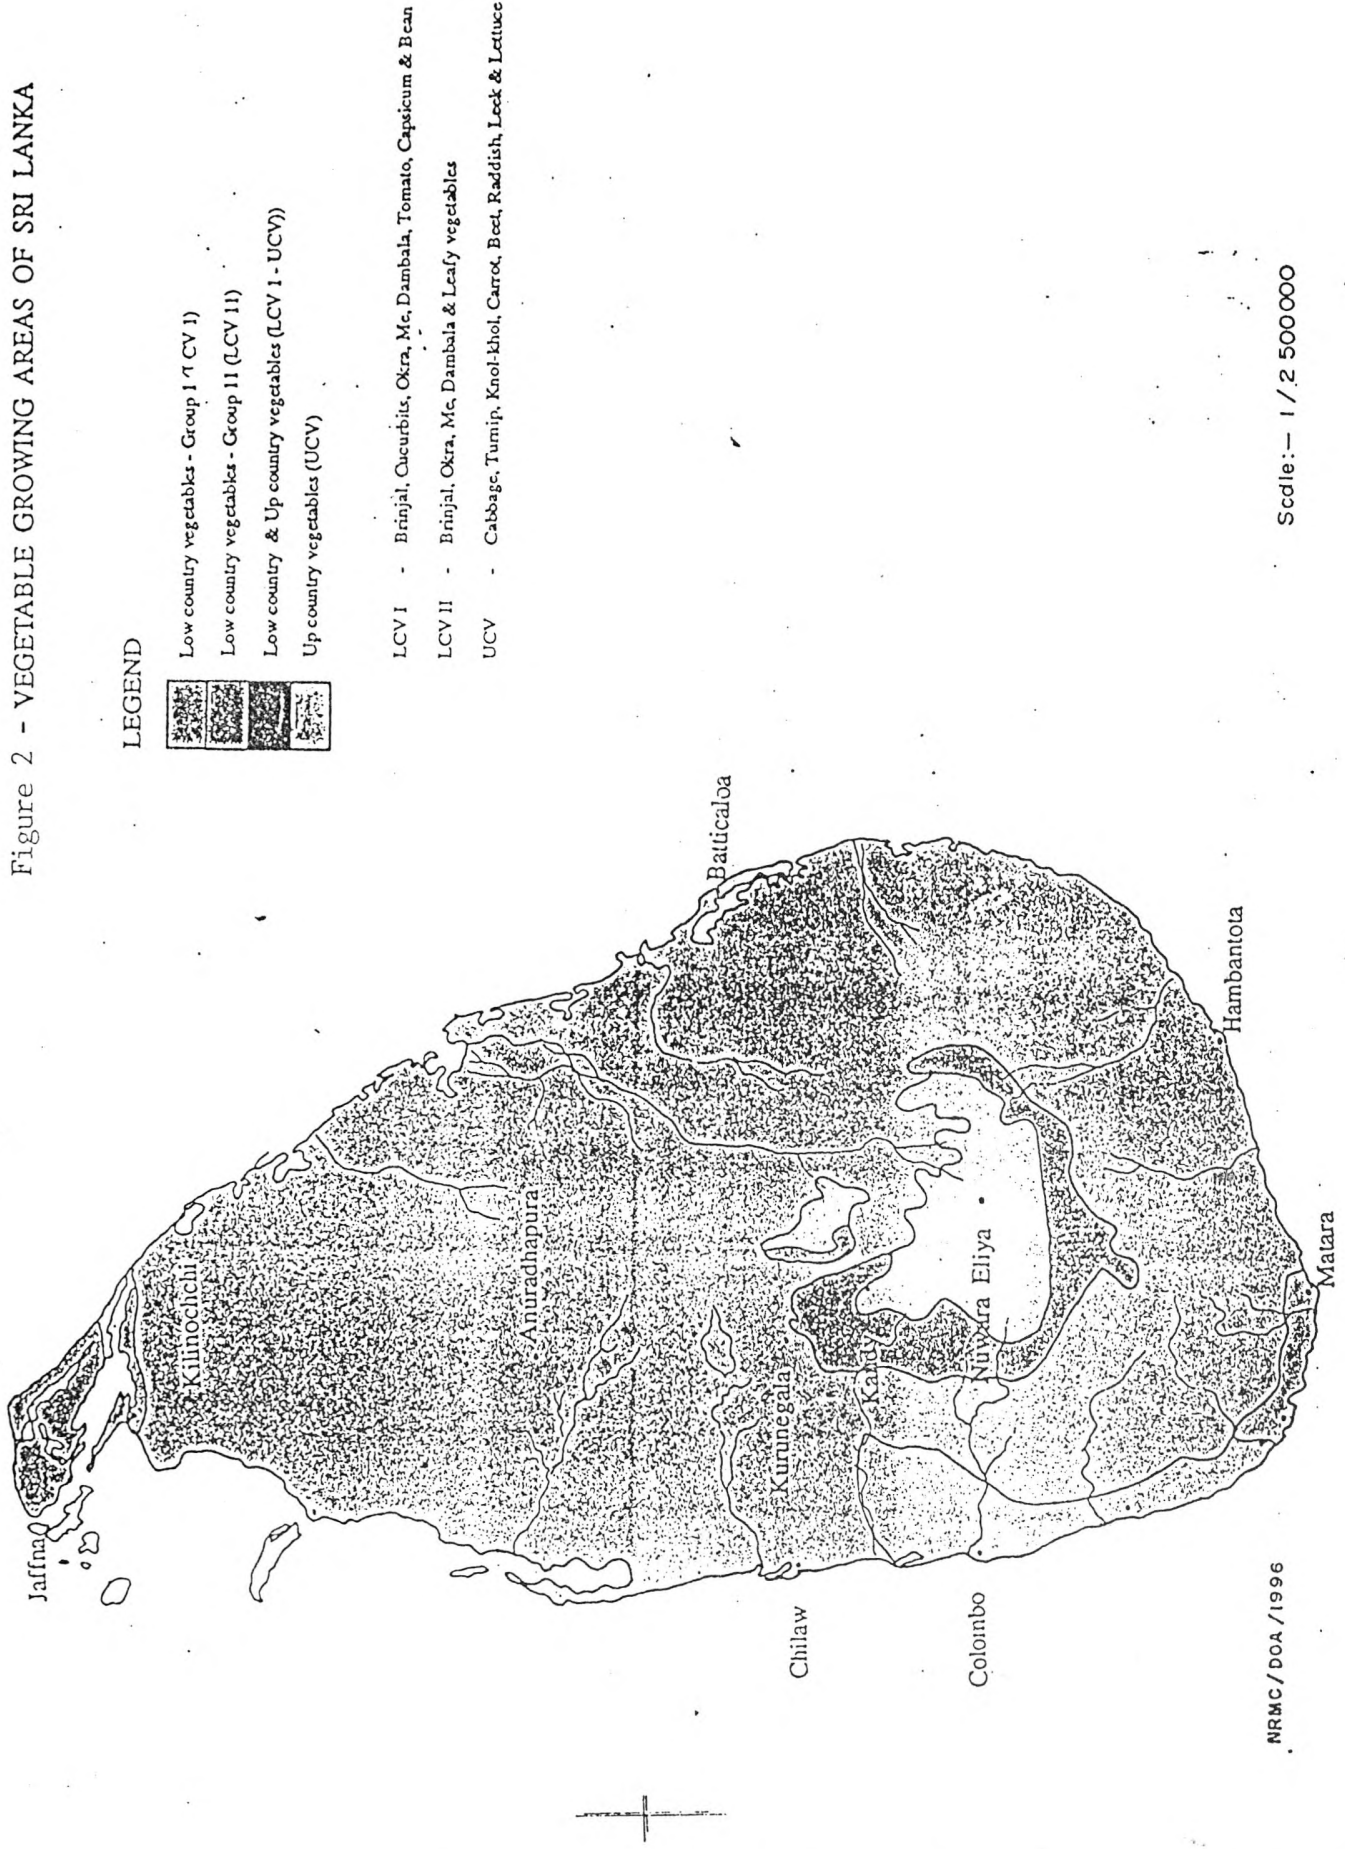 Figure 2 - VEGETABLE GROWING AREAS OF SRI LANKA
LEGEND
Low country vegetables - Group I
CV I)
Low country vegetables - Group II (LCV II)
Low country & Up country vegetables (LCV I - UCV))
Up country vegetables (UCV)
LCV I - Brinjal, Cucurbits, Okra, Me, Dambala, Tomato, Capsicum & Bean
LCV II - Brinjal, Okra, Me, Dambala & Leafy vegetables
UCV - Cabbage, Turnip, Knol-khol, Carrot, Beet, Raddish, Leek & Lettuce
Jaffna
Kilinochchi
Anuradhapura
Batticaloa
Kurunegala
Chilaw
Kandy
Nuwara Eliya
Colombo
Hambantota
Matara
Scale:- 1/2 500000
NRMC/DOA/1996